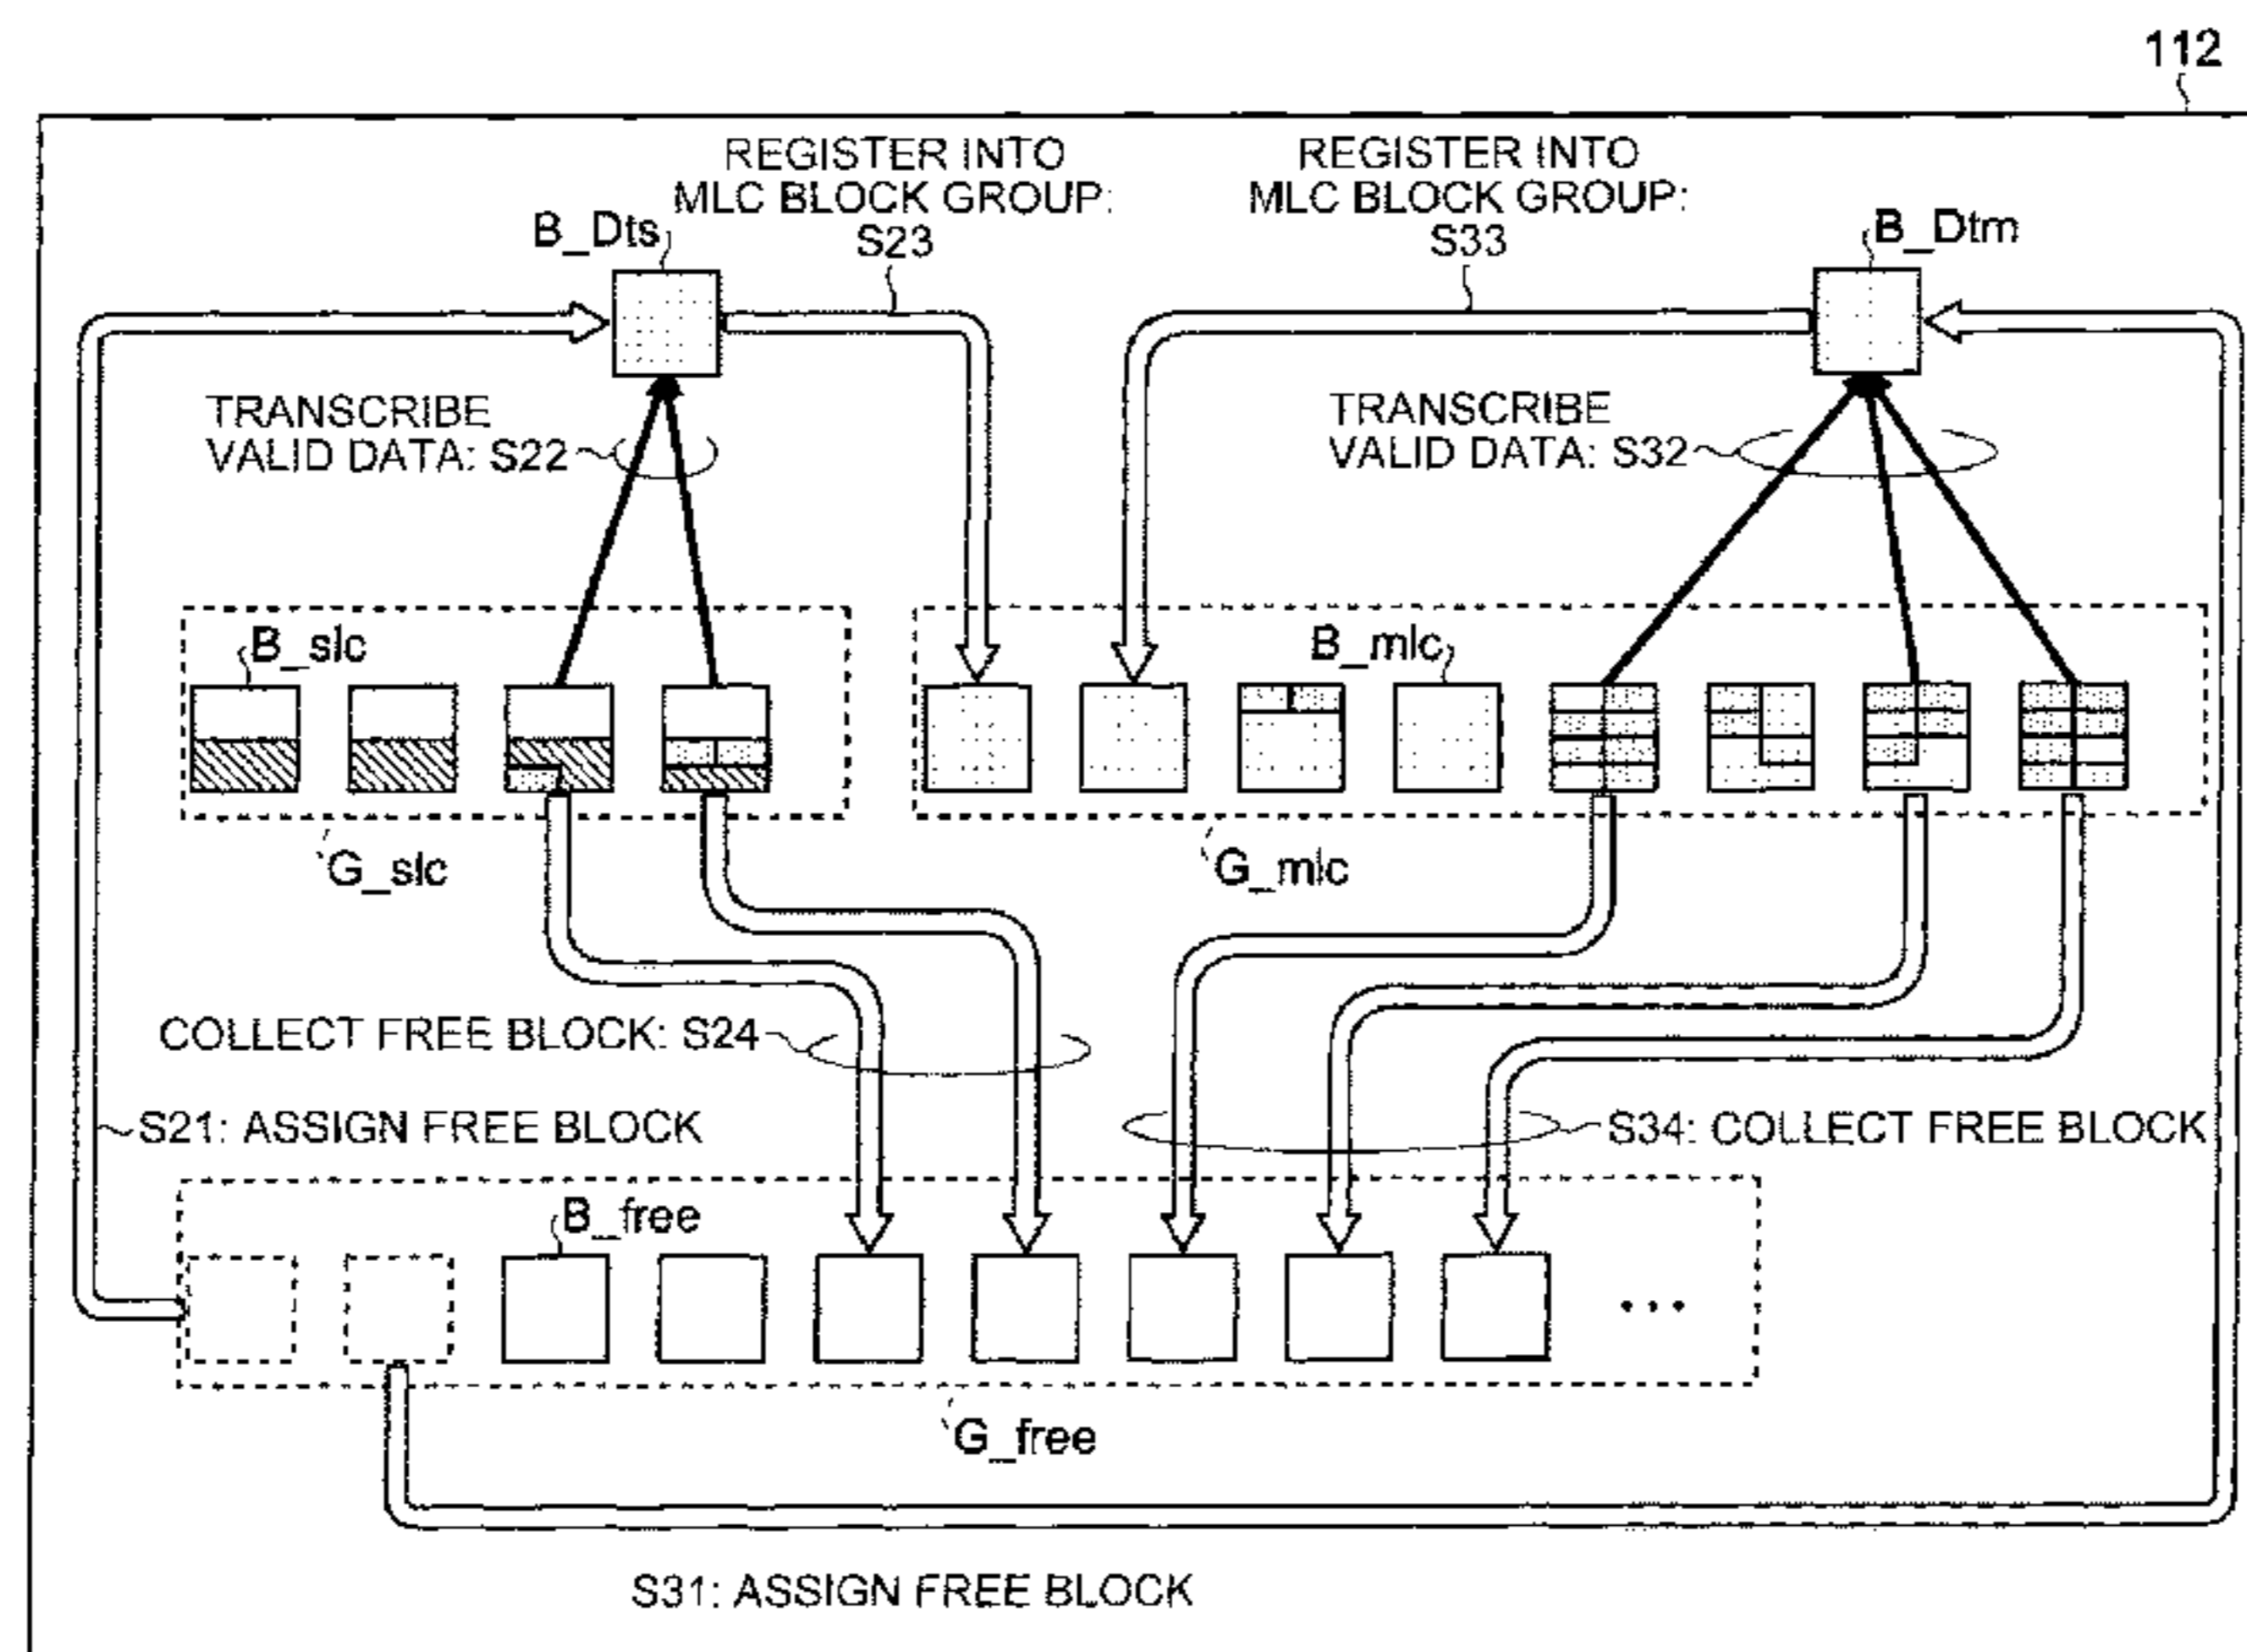 112
REGISTER INTO
MLC BLOCK GROUP:
S23
REGISTER INTO
MLC BLOCK GROUP:
S33
B_Dts
B_Dtm
TRANSCRIBE
VALID DATA: S22
TRANSCRIBE
VALID DATA: S32
B_slc
B_mlc
G_slc
G_mlc
COLLECT FREE BLOCK: S24
S21: ASSIGN FREE BLOCK
S34: COLLECT FREE BLOCK
B_free
...
G_free
S31: ASSIGN FREE BLOCK